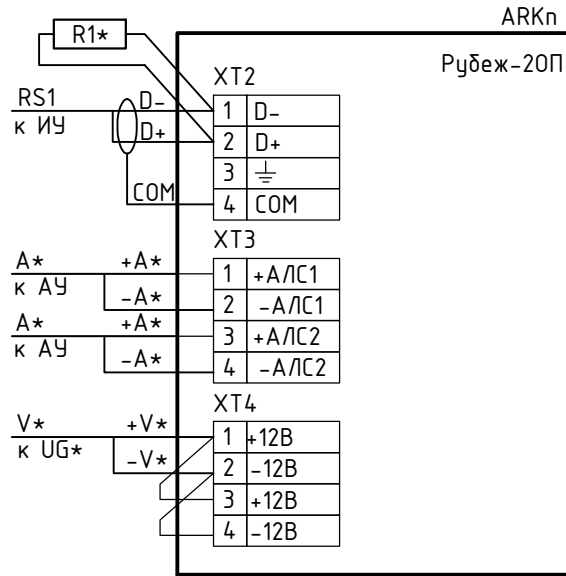 ARKn
Рубеж-2ОП
R1*
XT2
RS1
к ИУ
D-
D+
COM
1 D-
2 D+
3
4 COM
XT3
A* +A*
к АУ
-A*
A* +A*
к АУ
-A*
1 +АЛС1
2 -АЛС1
3 +АЛС2
4 -АЛС2
XT4
V* +V*
к UG*
-V*
1 +12В
2 -12В
3 +12В
4 -12В